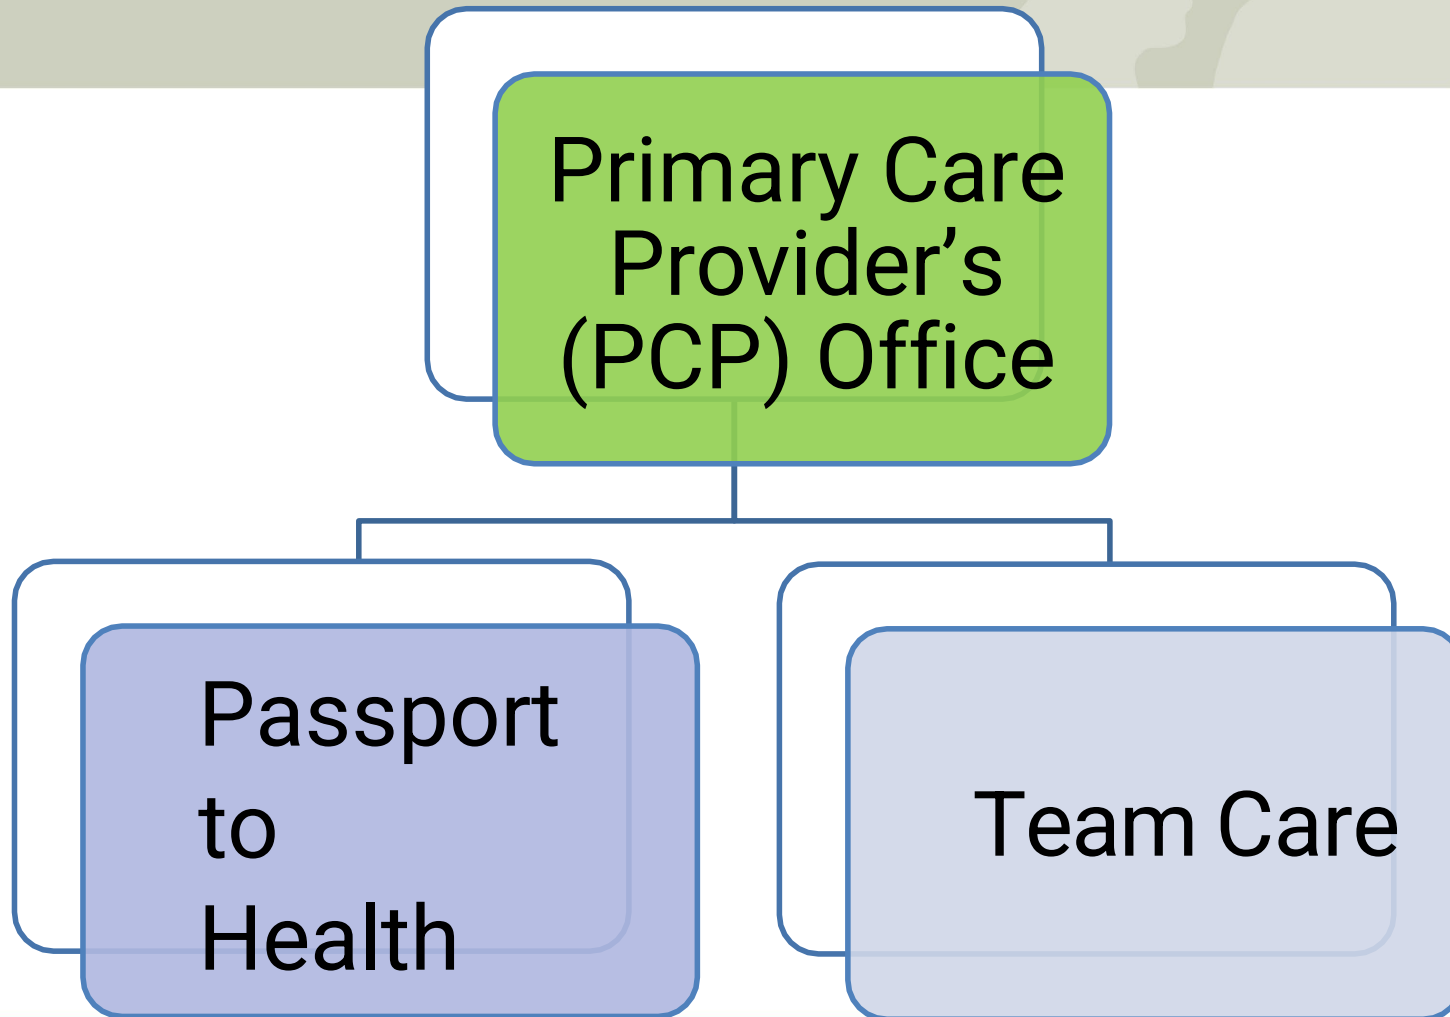 Primary Care
Provider’s
(PCP) Office
Passport
to
Health
Team Care